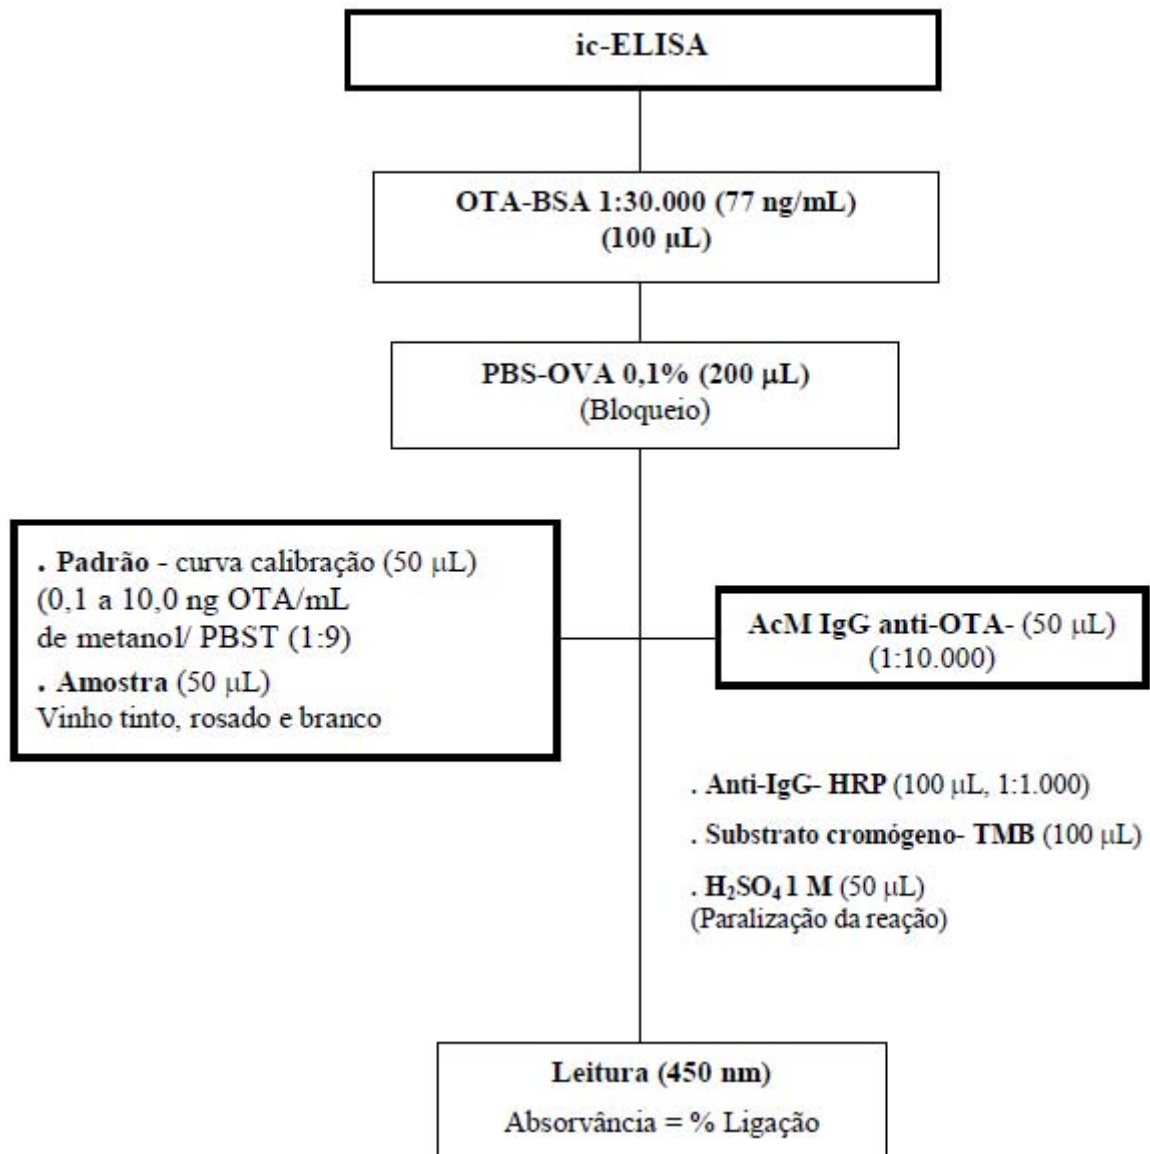 ic-ELISA
OTA-BSA 1:30.000 (77 ng/mL)
(100 µL)
PBS-OVA 0,1% (200 µL)
(Bloqueio)
. Padrão - curva calibração (50 µL)
(0,1 a 10,0 ng OTA/mL
de metanol/ PBST (1:9)
. Amostra (50 µL)
Vinho tinto, rosado e branco
AcM IgG anti-OTA- (50 µL)
(1:10.000)
. Anti-IgG- HRP (100 µL, 1:1.000)
. Substrato cromógeno- TMB (100 µL)
. H₂SO₄ 1 M (50 µL)
(Paralização da reação)
Leitura (450 nm)
Absorvância = % Ligação